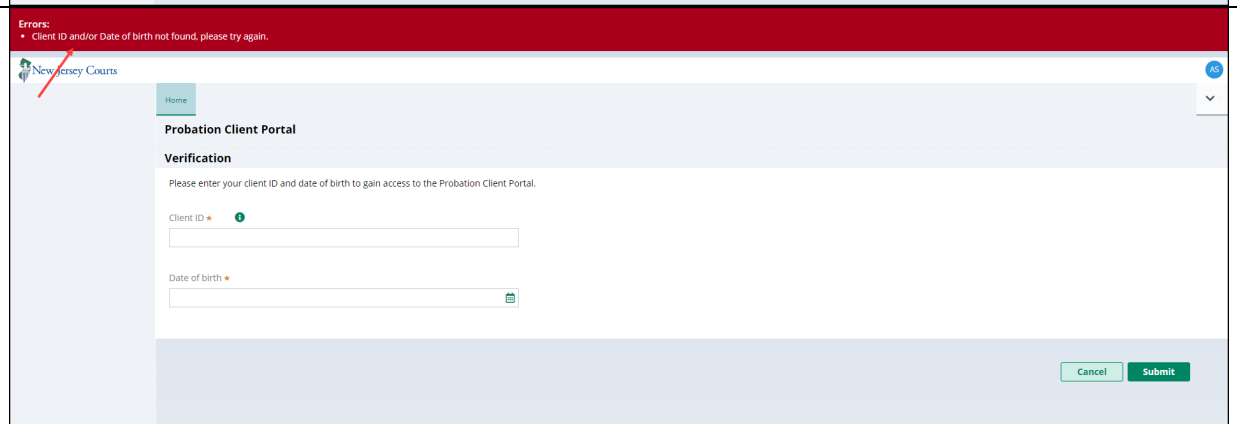 Errors:
• Client ID and/or Date of birth not found, please try again.
New Jersey Courts
AS
Home
Probation Client Portal
Verification
Please enter your client ID and date of birth to gain access to the Probation Client Portal.
Client ID ★
Date of birth ★
Cancel Submit